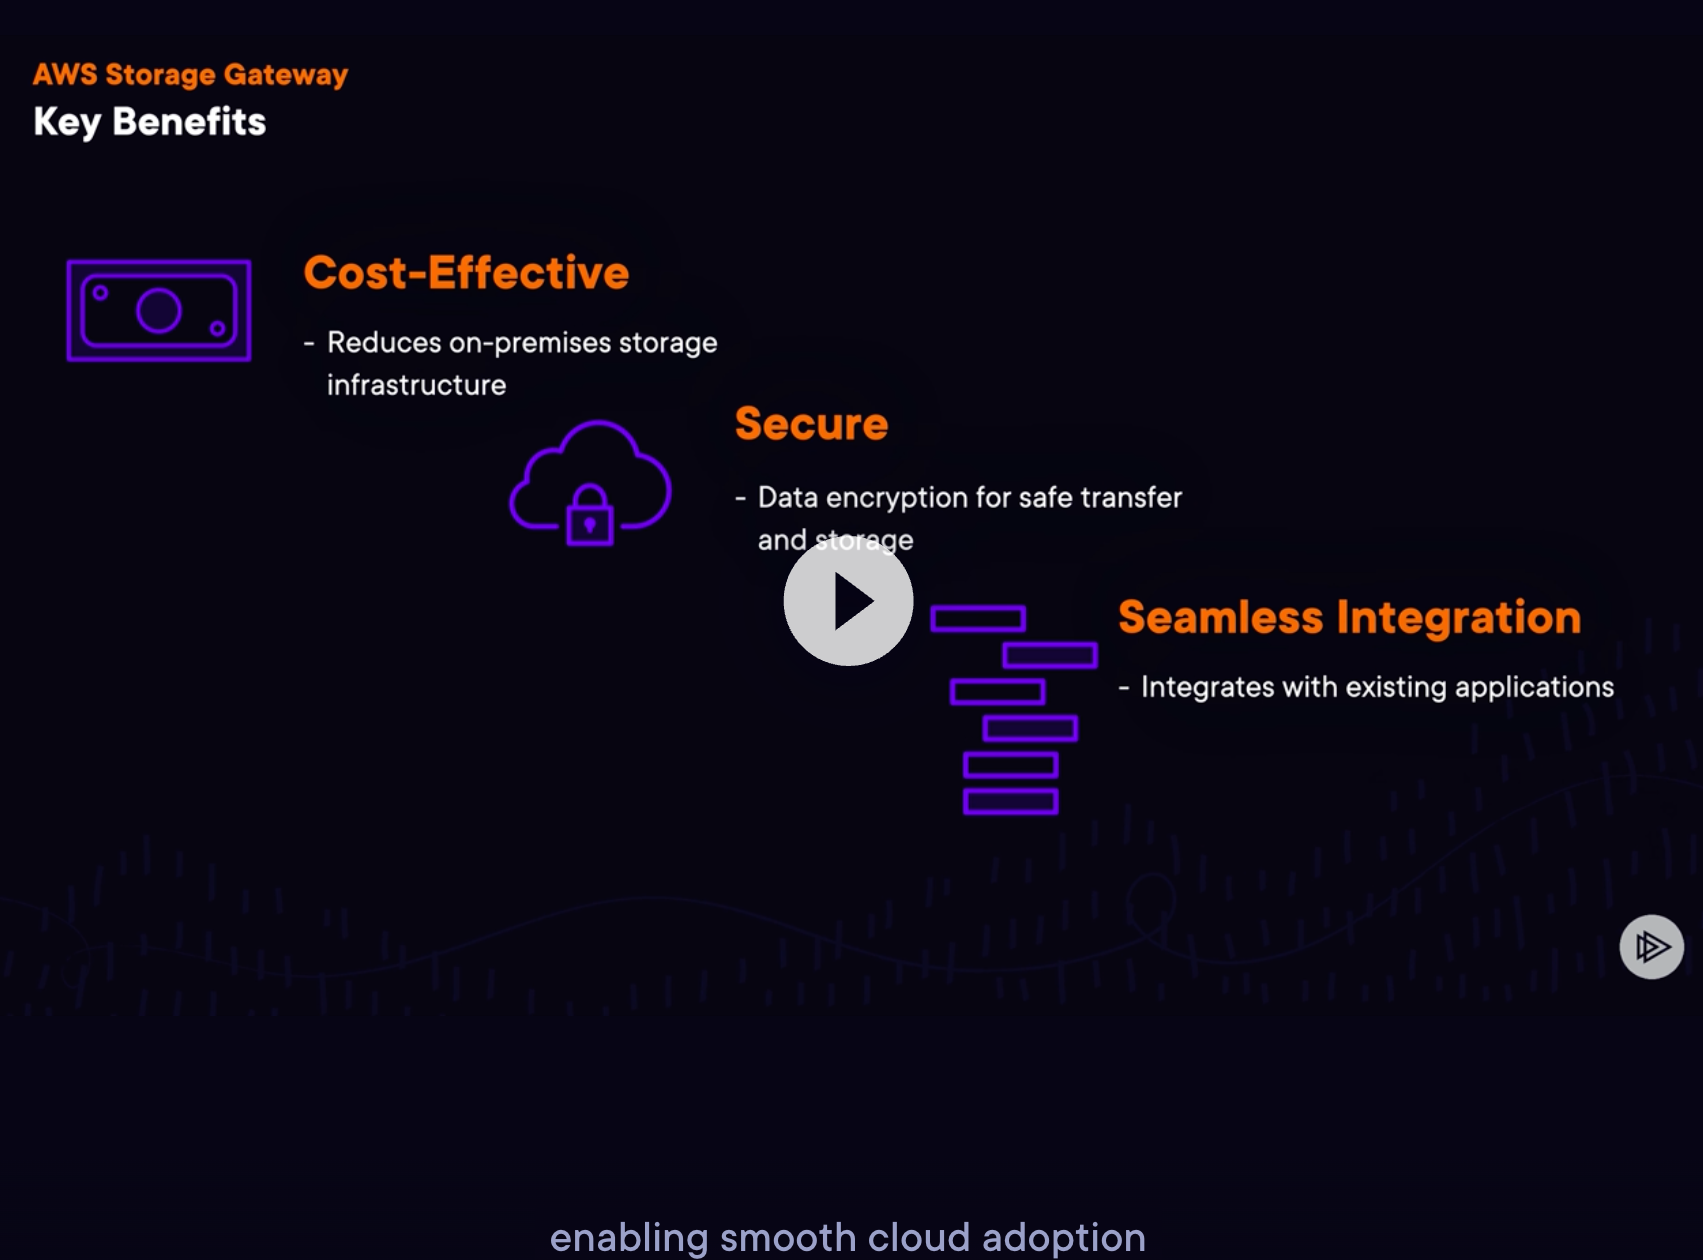 AWS Storage Gateway
Key Benefits
Cost-Effective
- Reduces on-premises storage
infrastructure
Secure
- Data encryption for safe transfer
and storage
Seamless Integration
- Integrates with existing applications
enabling smooth cloud adoption